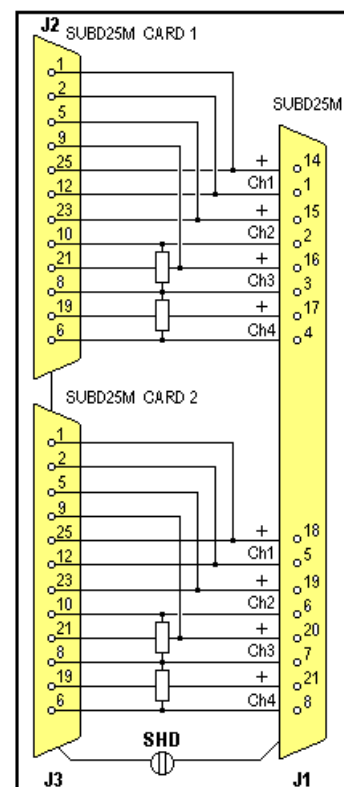 J2 SUBD25M CARD 1
SUBD25M
1
2
5
9
25 + 14
12 Ch1 1
23 + 15
10 Ch2 2
21 + 16
8 Ch3 3
19 + 17
6 Ch4 4
SUBD25M CARD 2
1
2
5
9
25 + 18
12 Ch1 5
23 + 19
10 Ch2 6
21 + 20
8 Ch3 7
19 + 21
6 Ch4 8
SHD
J3 J1